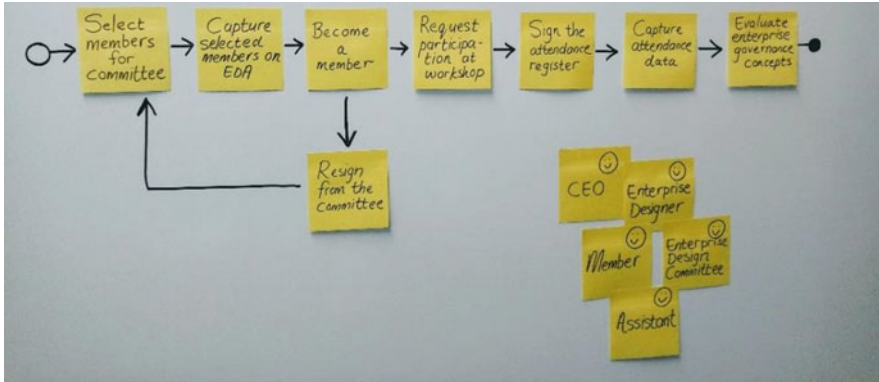 Select
members
for
committee
Capture
selected
members on
EDA
Become
a
member
Request
participa-
tion at
workshop
Sign the
attendance
register
Capture
attendance
data
Evaluate
enterprise
governance
concepts
Resign
from the
Committee
CEO
Enterprise
Designer
Member
Enterprise
Design
Committee
Assistant